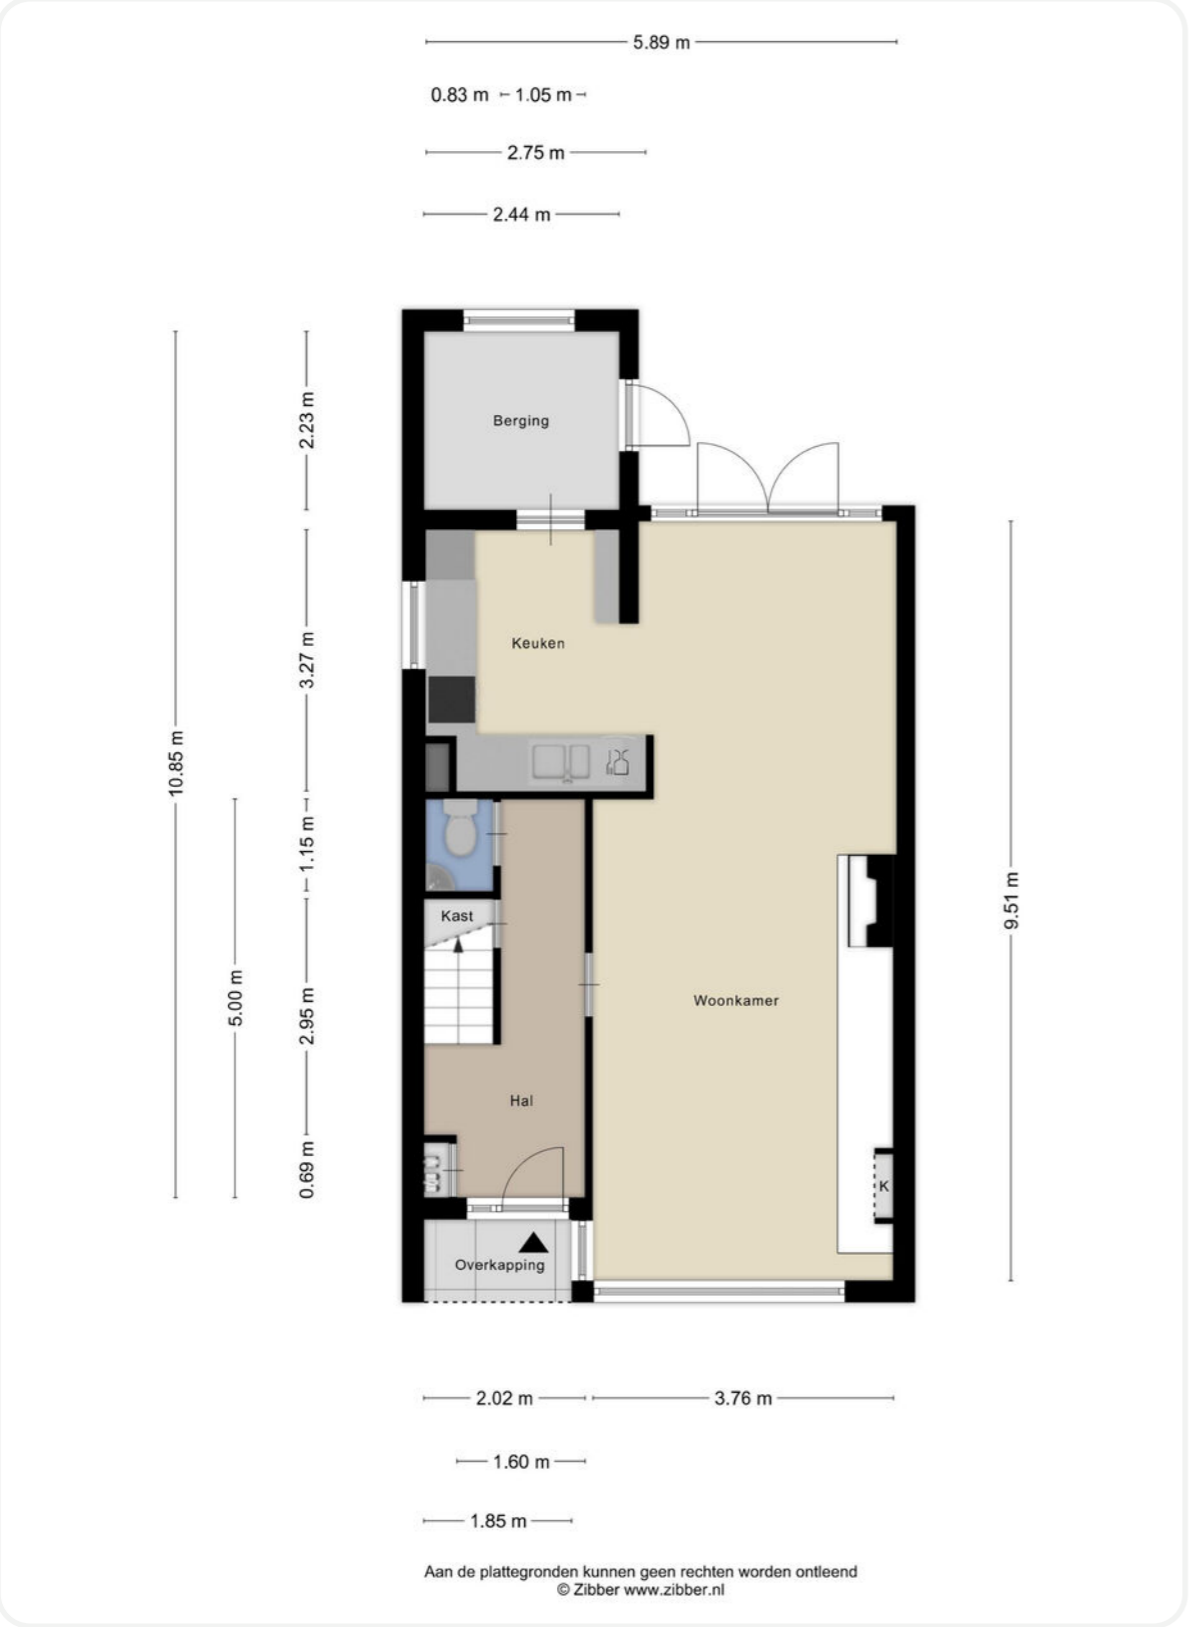 5.89 m
0.83 m
1.05 m
2.75 m
2.44 m
Berging
2.23 m
Keuken
3.27 m
10.85 m
1.15 m
Kast
5.00 m
2.95 m
9.51 m
Woonkamer
Hal
0.69 m
K
Overkapping
2.02 m
3.76 m
1.60 m
1.85 m
Aan de plattegronden kunnen geen rechten worden ontleend
© Zibber www.zibber.nl